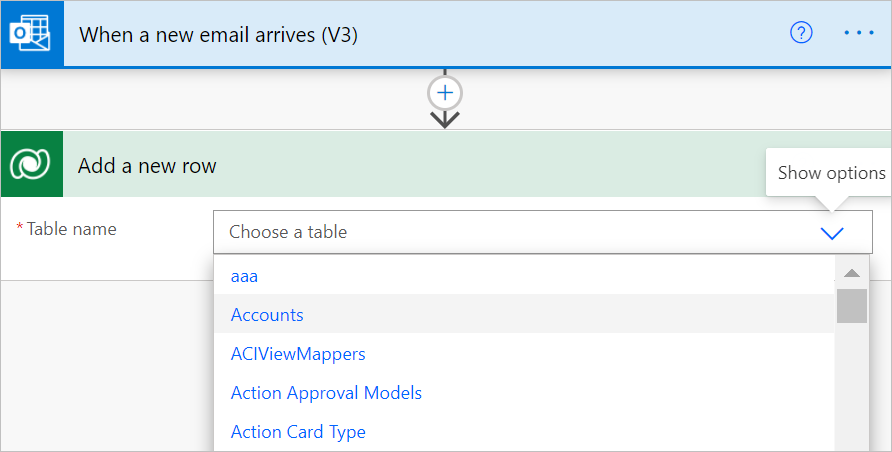 When a new email arrives (V3)
Add a new row
Show options
*Table name
Choose a table
aaa
Accounts
ACIViewMappers
Action Approval Models
Action Card Type